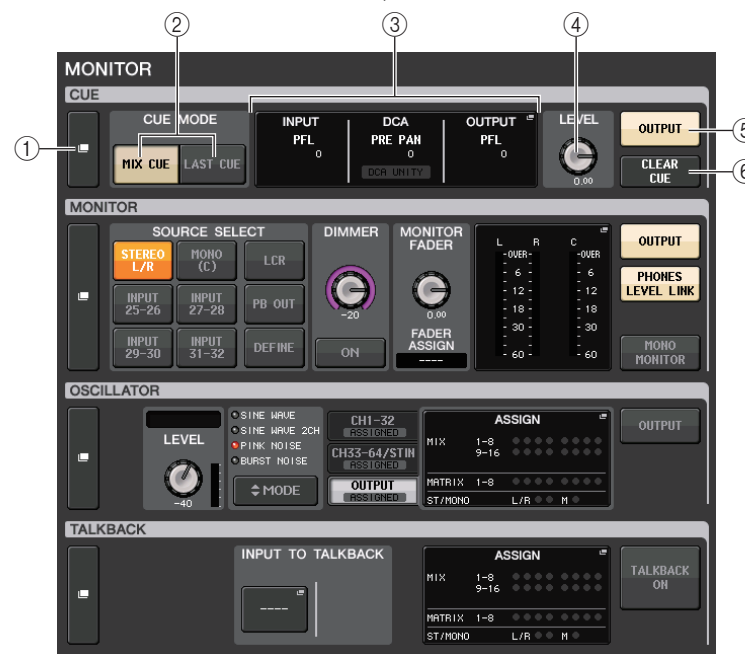 ② ③ ④
MONITOR
CUE
①
CUE MODE
MIX CUE
LAST CUE
INPUT
PFL
0
DCA
PRE PAN
0
DCA UNITY
OUTPUT
PFL
0
LEVEL
0.00
OUTPUT
CLEAR
CUE
⑤
⑥
MONITOR
SOURCE SELECT
STEREO
L/R
MONO
(C)
LCR
INPUT
25-26
INPUT
27-28
PB OUT
INPUT
29-30
INPUT
31-32
DEFINE
DIMMER
-20
ON
MONITOR
FADER
0.00
FADER
ASSIGN
----
L R C
-OVER- -OVER
- 6 - - 6
- 12 - - 12
- 18 - - 18
- 30 - - 30
- 60 - - 60
OUTPUT
PHONES
LEVEL LINK
MONO
MONITOR
OSCILLATOR
LEVEL
-40
SINE WAVE
SINE WAVE 2CH
PINK NOISE
BURST NOISE
MODE
CH1-32
ASSIGNED
CH33-64/STIN
ASSIGNED
OUTPUT
ASSIGNED
ASSIGN
MIX 1-8
9-16
MATRIX 1-8
ST/MONO L/R M
OUTPUT
TALKBACK
INPUT TO TALKBACK
----
ASSIGN
MIX 1-8
9-16
MATRIX 1-8
ST/MONO L/R M
TALKBACK
ON